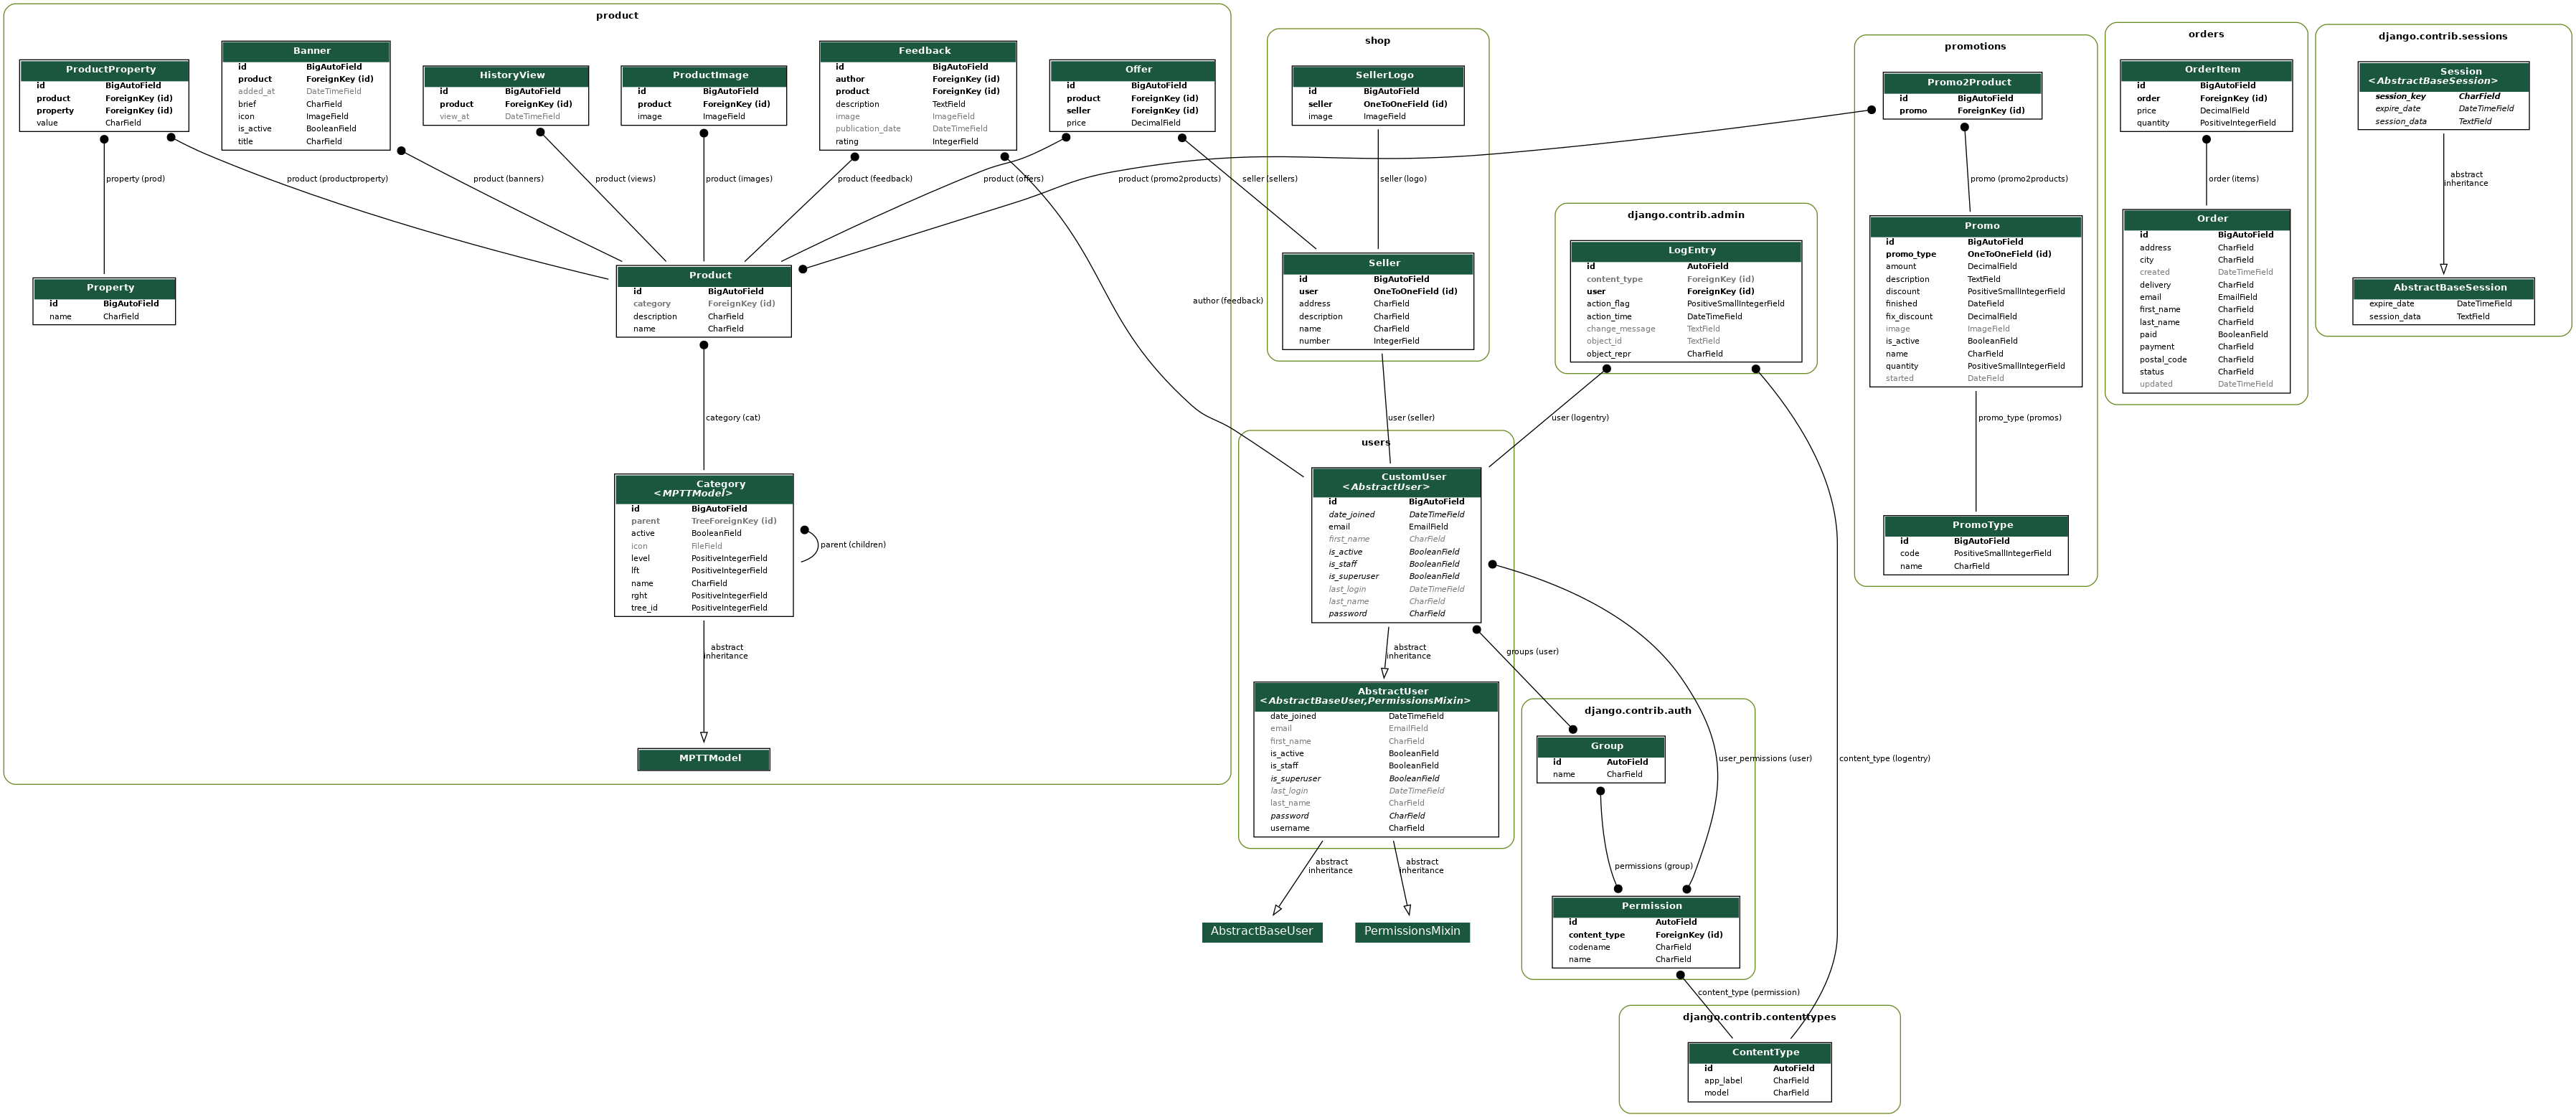 product
ProductProperty
id BigAutoField
product ForeignKey (id)
property ForeignKey (id)
value CharField
Banner
id BigAutoField
product ForeignKey (id)
added_at DateTimeField
brief CharField
icon ImageField
is_active BooleanField
title CharField
HistoryView
id BigAutoField
product ForeignKey (id)
view_at DateTimeField
ProductImage
id BigAutoField
product ForeignKey (id)
image ImageField
Feedback
id BigAutoField
author ForeignKey (id)
product ForeignKey (id)
description TextField
image ImageField
publication_date DateTimeField
rating IntegerField
Offer
id BigAutoField
product ForeignKey (id)
seller ForeignKey (id)
price DecimalField
property (prod)
product (productproperty)
product (banners)
product (views)
product (images)
product (feedback)
product (offers)
product (promo2products)
seller (sellers)
author (feedback)
Property
id BigAutoField
name CharField
Product
id BigAutoField
category ForeignKey (id)
description CharField
name CharField
category (cat)
Category
<MPTTModel>
id BigAutoField
parent TreeForeignKey (id)
active BooleanField
icon FileField
level PositiveIntegerField
lft PositiveIntegerField
name CharField
rght PositiveIntegerField
tree_id PositiveIntegerField
parent (children)
abstract
inheritance
MPTTModel
shop
SellerLogo
id BigAutoField
seller OneToOneField (id)
image ImageField
seller (logo)
Seller
id BigAutoField
user OneToOneField (id)
address CharField
description CharField
name CharField
number IntegerField
user (seller)
django.contrib.admin
LogEntry
id AutoField
content_type ForeignKey (id)
user ForeignKey (id)
action_flag PositiveSmallIntegerField
action_time DateTimeField
change_message TextField
object_id TextField
object_repr CharField
user (logentry)
content_type (logentry)
users
CustomUser
<AbstractUser>
id BigAutoField
date_joined DateTimeField
email EmailField
first_name CharField
is_active BooleanField
is_staff BooleanField
is_superuser BooleanField
last_login DateTimeField
last_name CharField
password CharField
abstract
inheritance
groups (user)
user_permissions (user)
AbstractUser
<AbstractBaseUser,PermissionsMixin>
date_joined DateTimeField
email EmailField
first_name CharField
is_active BooleanField
is_staff BooleanField
is_superuser BooleanField
last_login DateTimeField
last_name CharField
password CharField
username CharField
abstract
inheritance
abstract
inheritance
AbstractBaseUser
PermissionsMixin
django.contrib.auth
Group
id AutoField
name CharField
permissions (group)
Permission
id AutoField
content_type ForeignKey (id)
codename CharField
name CharField
content_type (permission)
django.contrib.contenttypes
ContentType
id AutoField
app_label CharField
model CharField
promotions
Promo2Product
id BigAutoField
promo ForeignKey (id)
promo (promo2products)
Promo
id BigAutoField
promo_type OneToOneField (id)
amount DecimalField
description TextField
discount PositiveSmallIntegerField
finished DateField
fix_discount DecimalField
image ImageField
is_active BooleanField
name CharField
quantity PositiveSmallIntegerField
started DateField
promo_type (promos)
PromoType
id BigAutoField
code PositiveSmallIntegerField
name CharField
orders
OrderItem
id BigAutoField
order ForeignKey (id)
price DecimalField
quantity PositiveIntegerField
order (items)
Order
id BigAutoField
address CharField
city CharField
created DateTimeField
delivery CharField
email EmailField
first_name CharField
last_name CharField
paid BooleanField
payment CharField
postal_code CharField
status CharField
updated DateTimeField
django.contrib.sessions
Session
<AbstractBaseSession>
session_key CharField
expire_date DateTimeField
session_data TextField
abstract
inheritance
AbstractBaseSession
expire_date DateTimeField
session_data TextField